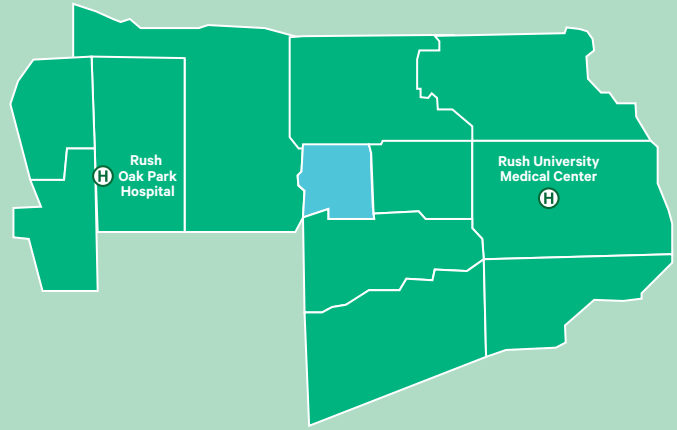 Rush
Oak Park
Hospital
H
Rush University
Medical Center
H